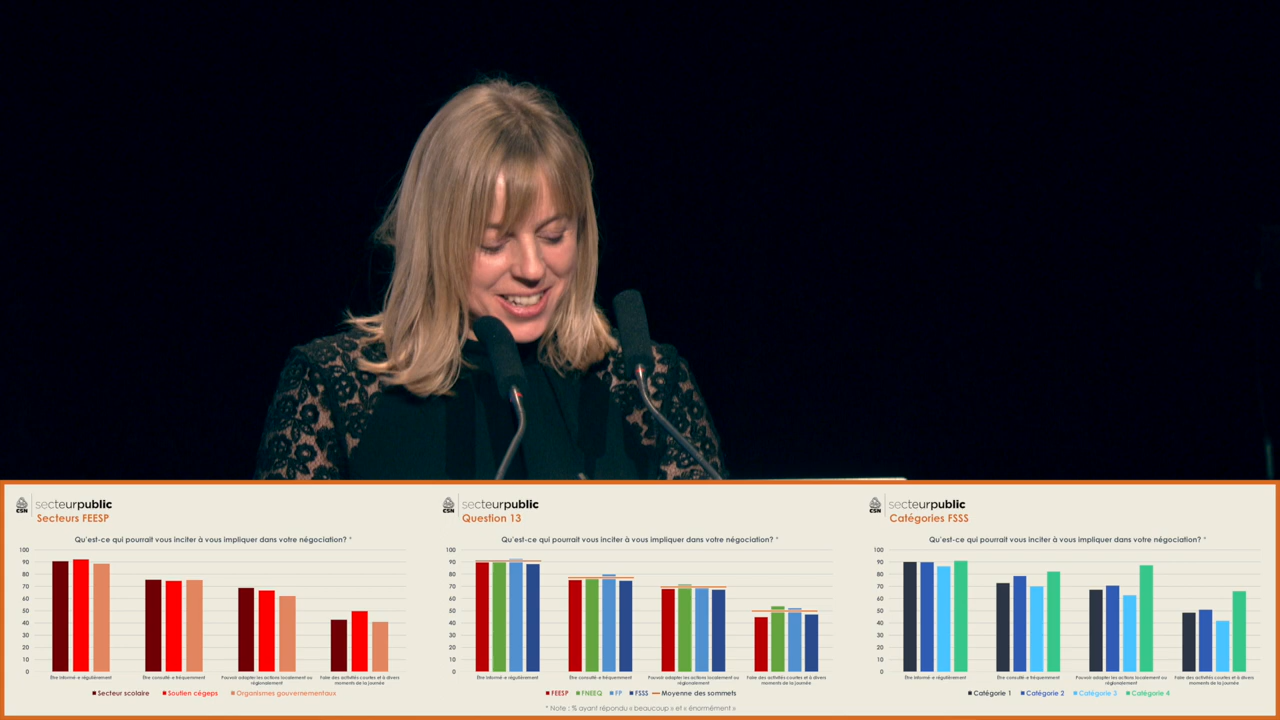 CSN
secteurpublic
Secteurs FEESP
Qu'est-ce qui pourrait vous inciter à vous impliquer dans votre négociation? *
100
90
80
70
60
50
40
30
20
10
0
Être informé-e régulièrement
Être consulté-e fréquemment
Pouvoir adapter les actions localement ou
régionalement
Faire des activités courtes et à divers
moments de la journée
Secteur scolaire
Soutien cégeps
Organismes gouvernementaux
CSN
secteurpublic
Question 13
Qu'est-ce qui pourrait vous inciter à vous impliquer dans votre négociation? *
100
90
80
70
60
50
40
30
20
10
0
Être informé-e régulièrement
Être consulté-e fréquemment
Pouvoir adapter les actions localement ou
régionalement
Faire des activités courtes et à divers
moments de la journée
FEESP
FNEEQ
FP
FSSS
Moyenne des sommets
* Note : % ayant répondu « beaucoup » et « énormément »
CSN
secteurpublic
Catégories FSSS
Qu'est-ce qui pourrait vous inciter à vous impliquer dans votre négociation? *
100
90
80
70
60
50
40
30
20
10
0
Être informé-e régulièrement
Être consulté-e fréquemment
Pouvoir adapter les actions localement ou
régionalement
Faire des activités courtes et à divers
moments de la journée
Catégorie 1
Catégorie 2
Catégorie 3
Catégorie 4